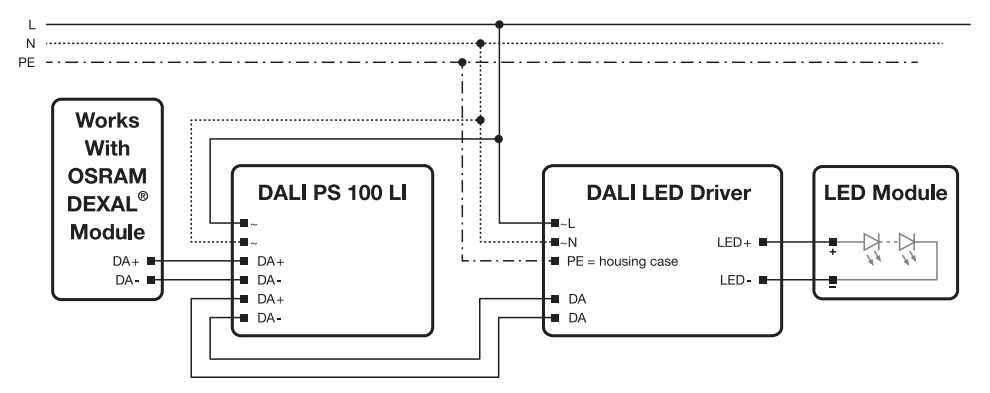 L
N
PE
Works
With
OSRAM
DEXAL®
Module
DA+
DA-
DALI PS 100 LI
~
~
DA+
DA-
DA+
DA-
DALI LED Driver
~L
~N
PE = housing case
DA
DA
LED+
LED-
LED Module
+
-